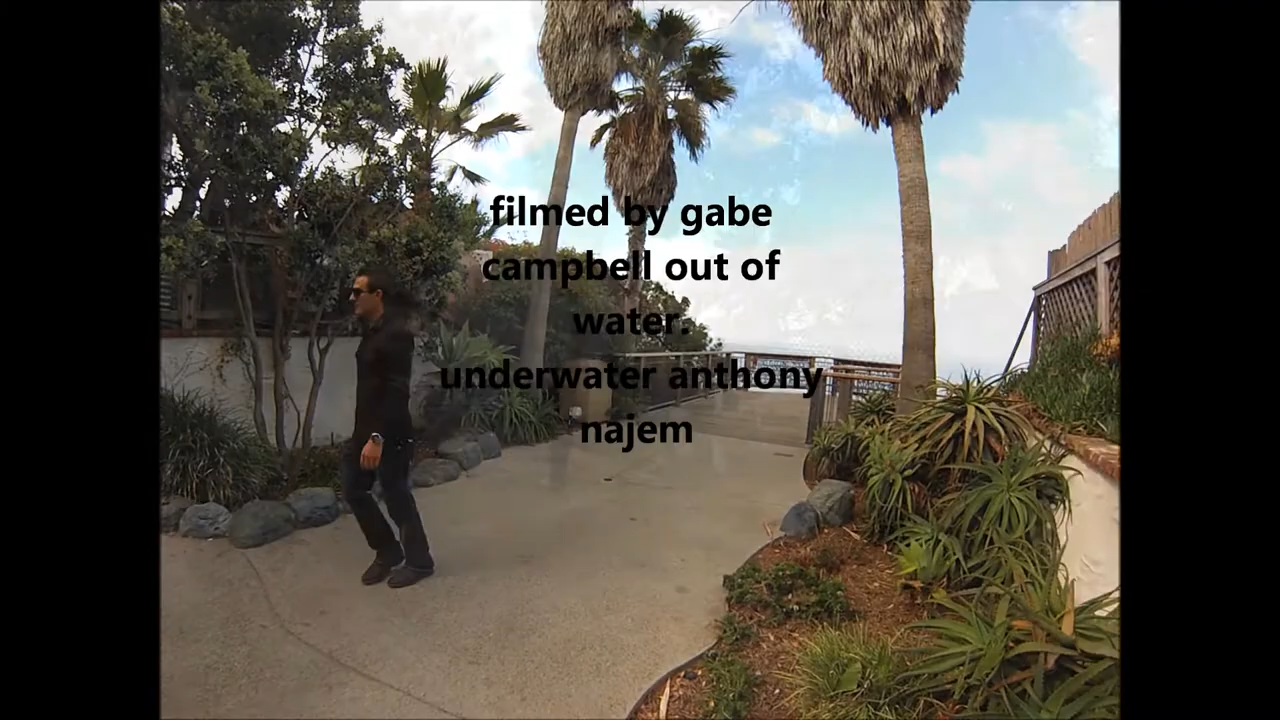 filmed by gabe
campbell out of
water.
underwater anthony
najem